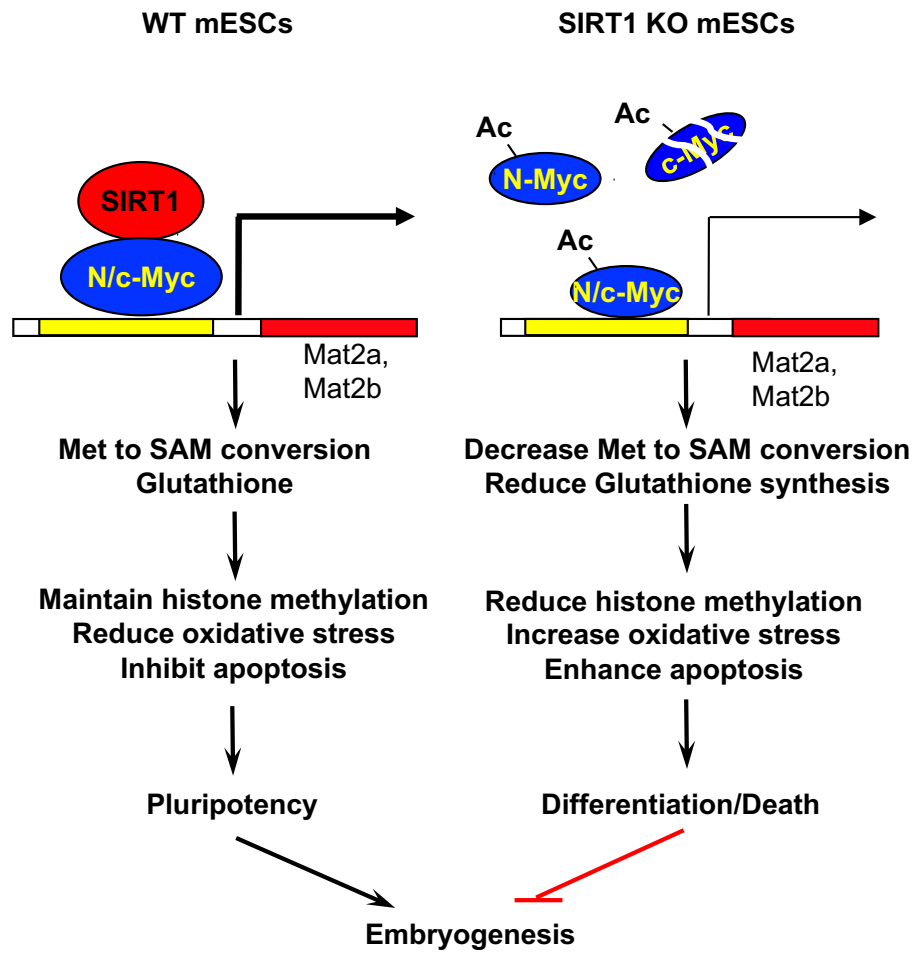 WT mESCs
SIRT1
N/c-Myc
Mat2a,
Mat2b
Met to SAM conversion
Glutathione
Maintain histone methylation
Reduce oxidative stress
Inhibit apoptosis
Pluripotency
SIRT1 KO mESCs
Ac
N-Myc
Ac
c-Myc
Ac
N/c-Myc
Mat2a,
Mat2b
Decrease Met to SAM conversion
Reduce Glutathione synthesis
Reduce histone methylation
Increase oxidative stress
Enhance apoptosis
Differentiation/Death
Embryogenesis